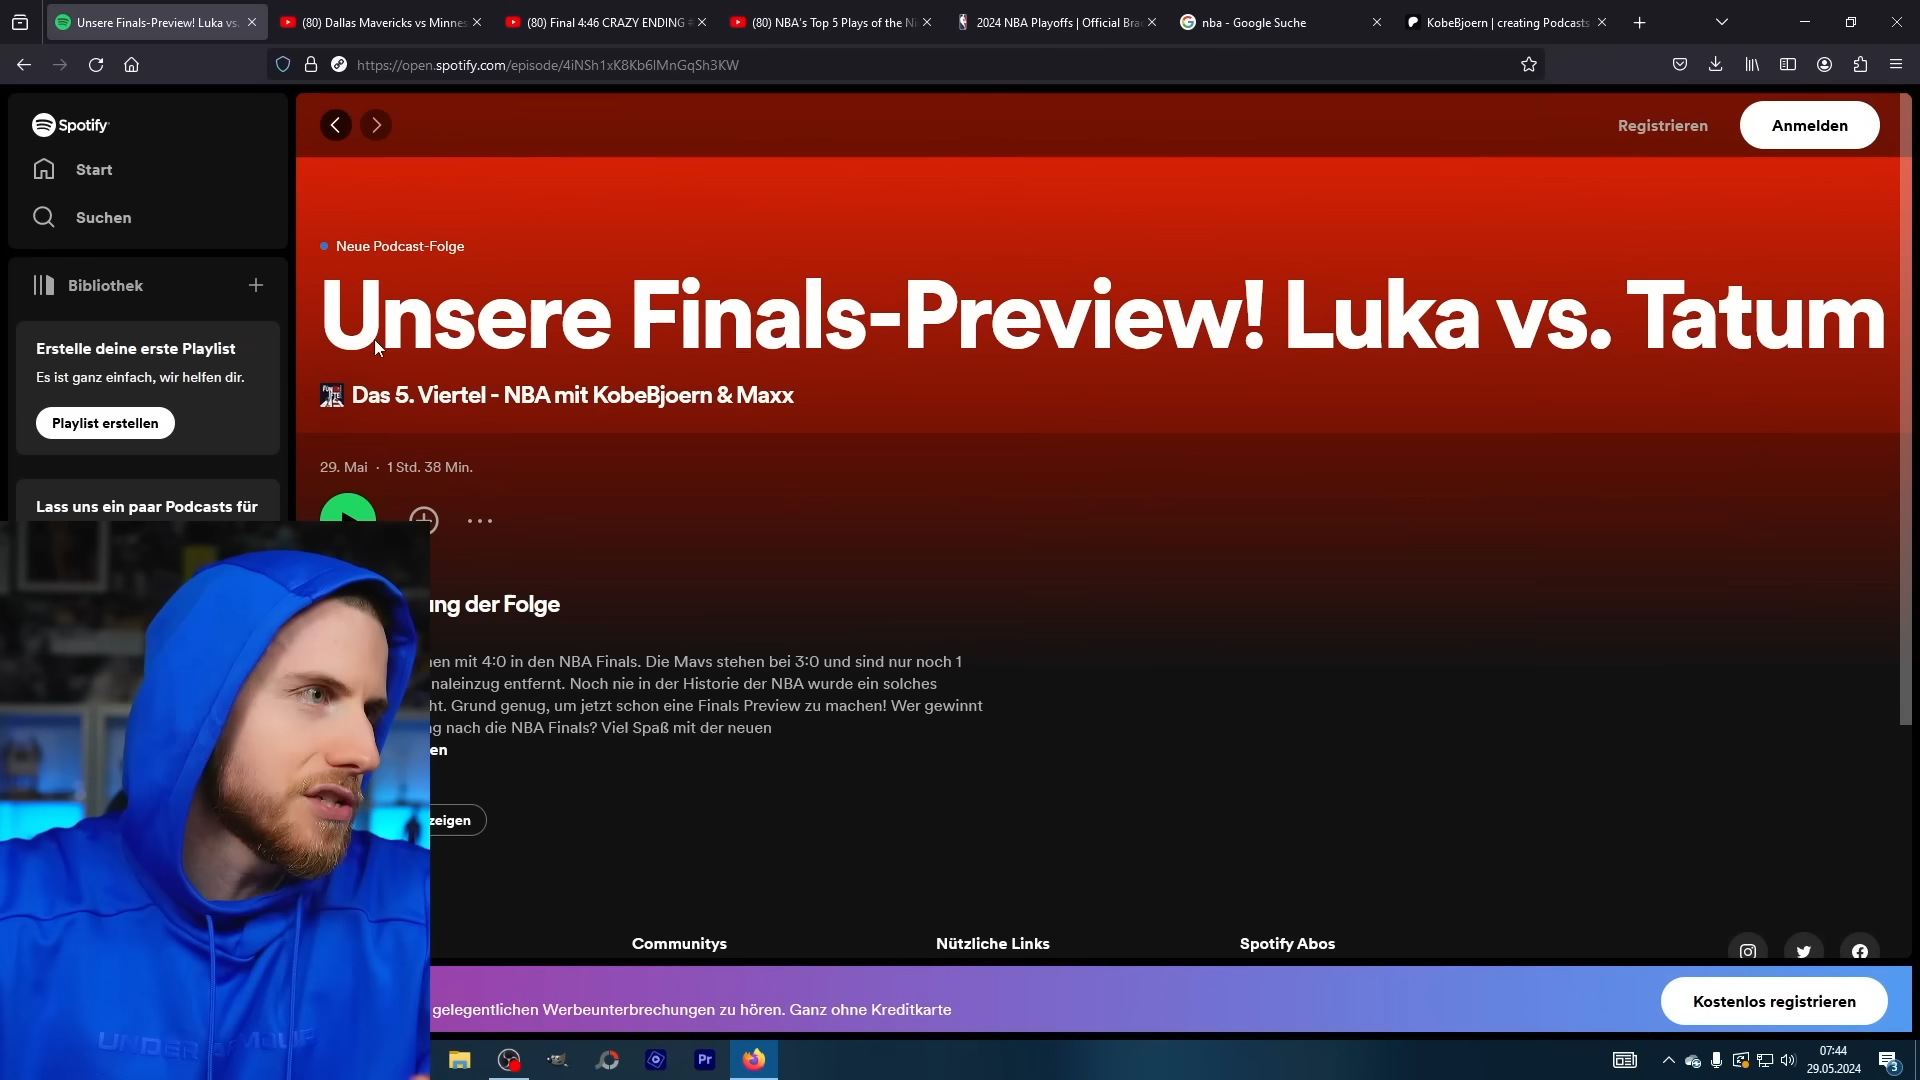 Unsere Finals-Preview! Luka vs.
(80) Dallas Mavericks vs Minnes
(80) Final 4:46 CRAZY ENDING
(80) NBA's Top 5 Plays of the Ni
2024 NBA Playoffs | Official Bra
nba - Google Suche
KobeBjoern | creating Podcasts
https://open.spotify.com/episode/4iNSh1xK8Kb6lMnGqSh3KW
Spotify
Registrieren
Anmelden
Start
Suchen
Bibliothek
Erstelle deine erste Playlist
Es ist ganz einfach, wir helfen dir.
Playlist erstellen
Lass uns ein paar Podcasts für
Neue Podcast-Folge
Unsere Finals-Preview! Luka vs. Tatum
Das 5. Viertel - NBA mit KobeBjoern & Maxx
29. Mai · 1 Std. 38 Min.
ung der Folge
en mit 4:0 in den NBA Finals. Die Mavs stehen bei 3:0 und sind nur noch 1
naleinzug entfernt. Noch nie in der Historie der NBA wurde ein solches
ht. Grund genug, um jetzt schon eine Finals Preview zu machen! Wer gewinnt
g nach die NBA Finals? Viel Spaß mit der neuen
en
zeigen
Communitys
Nützliche Links
Spotify Abos
gelegentlichen Werbeunterbrechungen zu hören. Ganz ohne Kreditkarte
Kostenlos registrieren
UNDER ARMOUR
Pr
07:44
29.05.2024
3